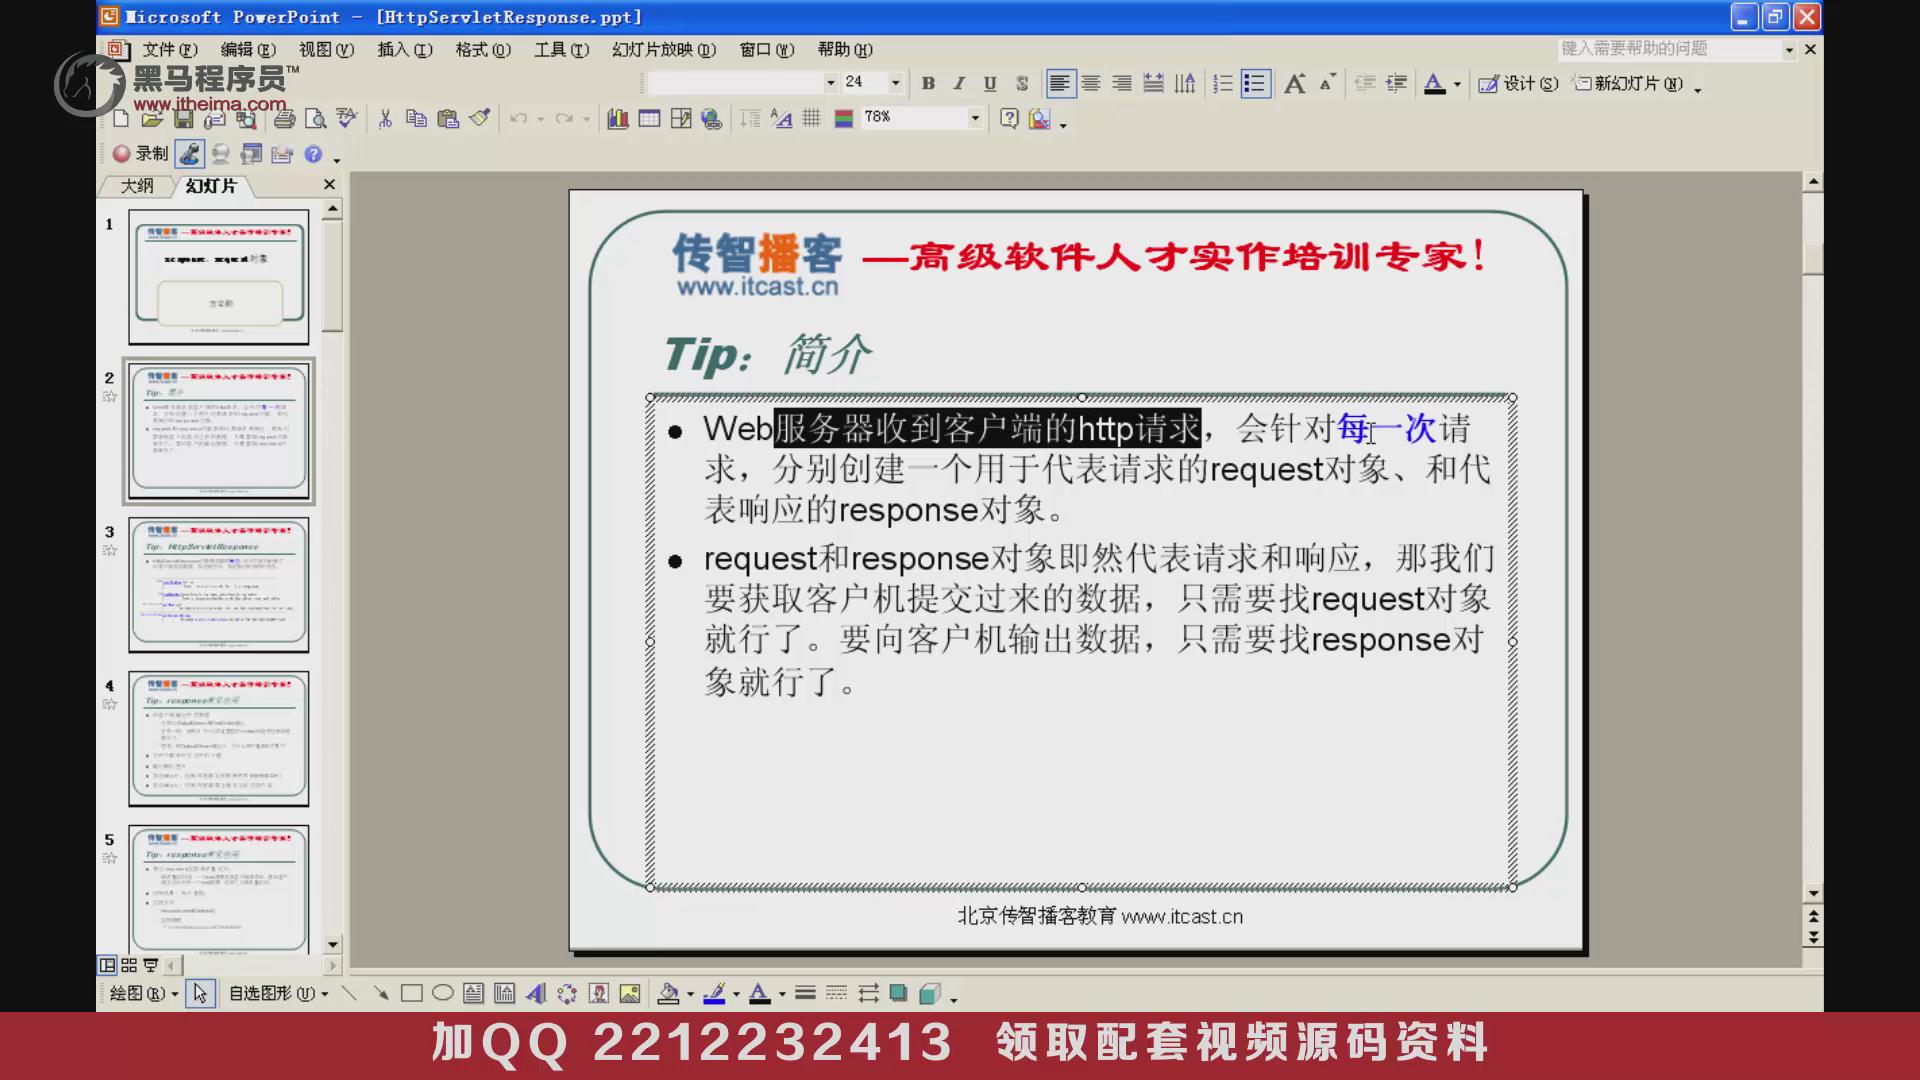 Microsoft PowerPoint - [HttpServletResponse.ppt]
文件(F) 编辑(E) 视图(V) 插入(I) 格式(O) 工具(T) 幻灯片放映(D) 窗口(W) 帮助(H)
键入需要帮助的问题
黑马程序员™
www.itheima.com
24
设计(S) 新幻灯片(N)
78%
录制
大纲 幻灯片
1
2
3
4
5
传智播客 —高级软件人才实作培训专家!
www.itcast.cn
Tip: 简介
Web服务器收到客户端的http请求，会针对每一次请
求，分别创建一个用于代表请求的request对象、和代
表响应的response对象。
request和response对象即然代表请求和响应，那我们
要获取客户机提交过来的数据，只需要找request对象
就行了。要向客户机输出数据，只需要找response对
象就行了。
北京传智播客教育 www.itcast.cn
绘图(R) 自选图形(U)
加QQ 2212232413 领取配套视频源码资料